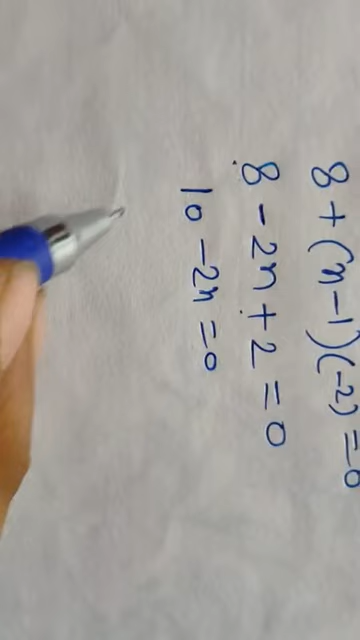 8 + (n - 1) (-2) = 0
8 - 2n + 2 = 0
10 - 2n = 0